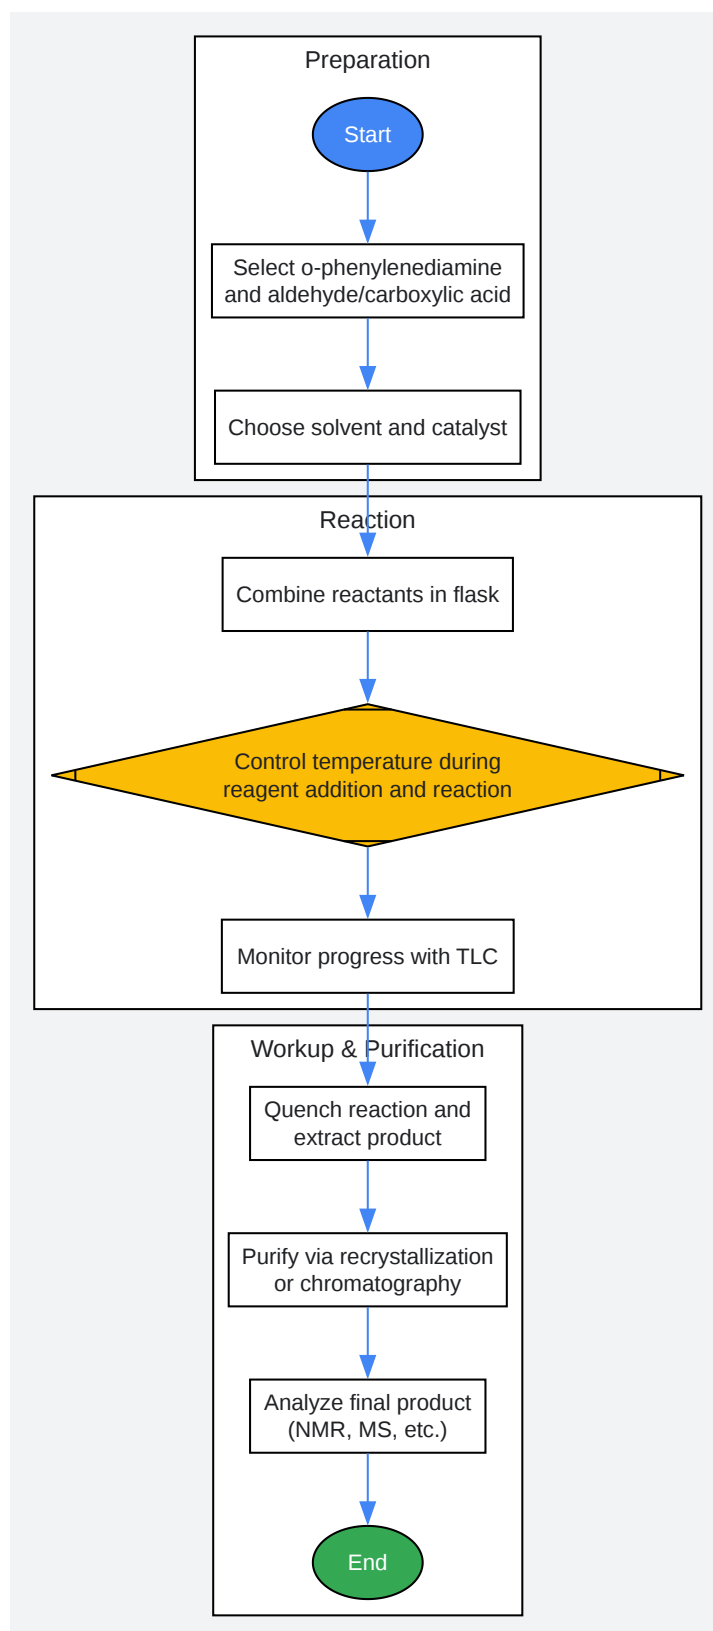 Preparation
Start
Select o-phenylenediamine
and aldehyde/carboxylic acid
Choose solvent and catalyst
Reaction
Combine reactants in flask
Control temperature during
reagent addition and reaction
Monitor progress with TLC
Workup & Purification
Quench reaction and
extract product
Purify via recrystallization
or chromatography
Analyze final product
(NMR, MS, etc.)
End